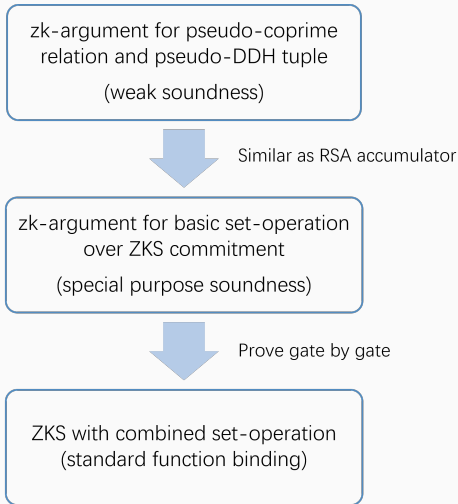 zk-argument for pseudo-coprime
relation and pseudo-DDH tuple
(weak soundness)
Similar as RSA accumulator
zk-argument for basic set-operation
over ZKS commitment
(special purpose soundness)
Prove gate by gate
ZKS with combined set-operation
(standard function binding)